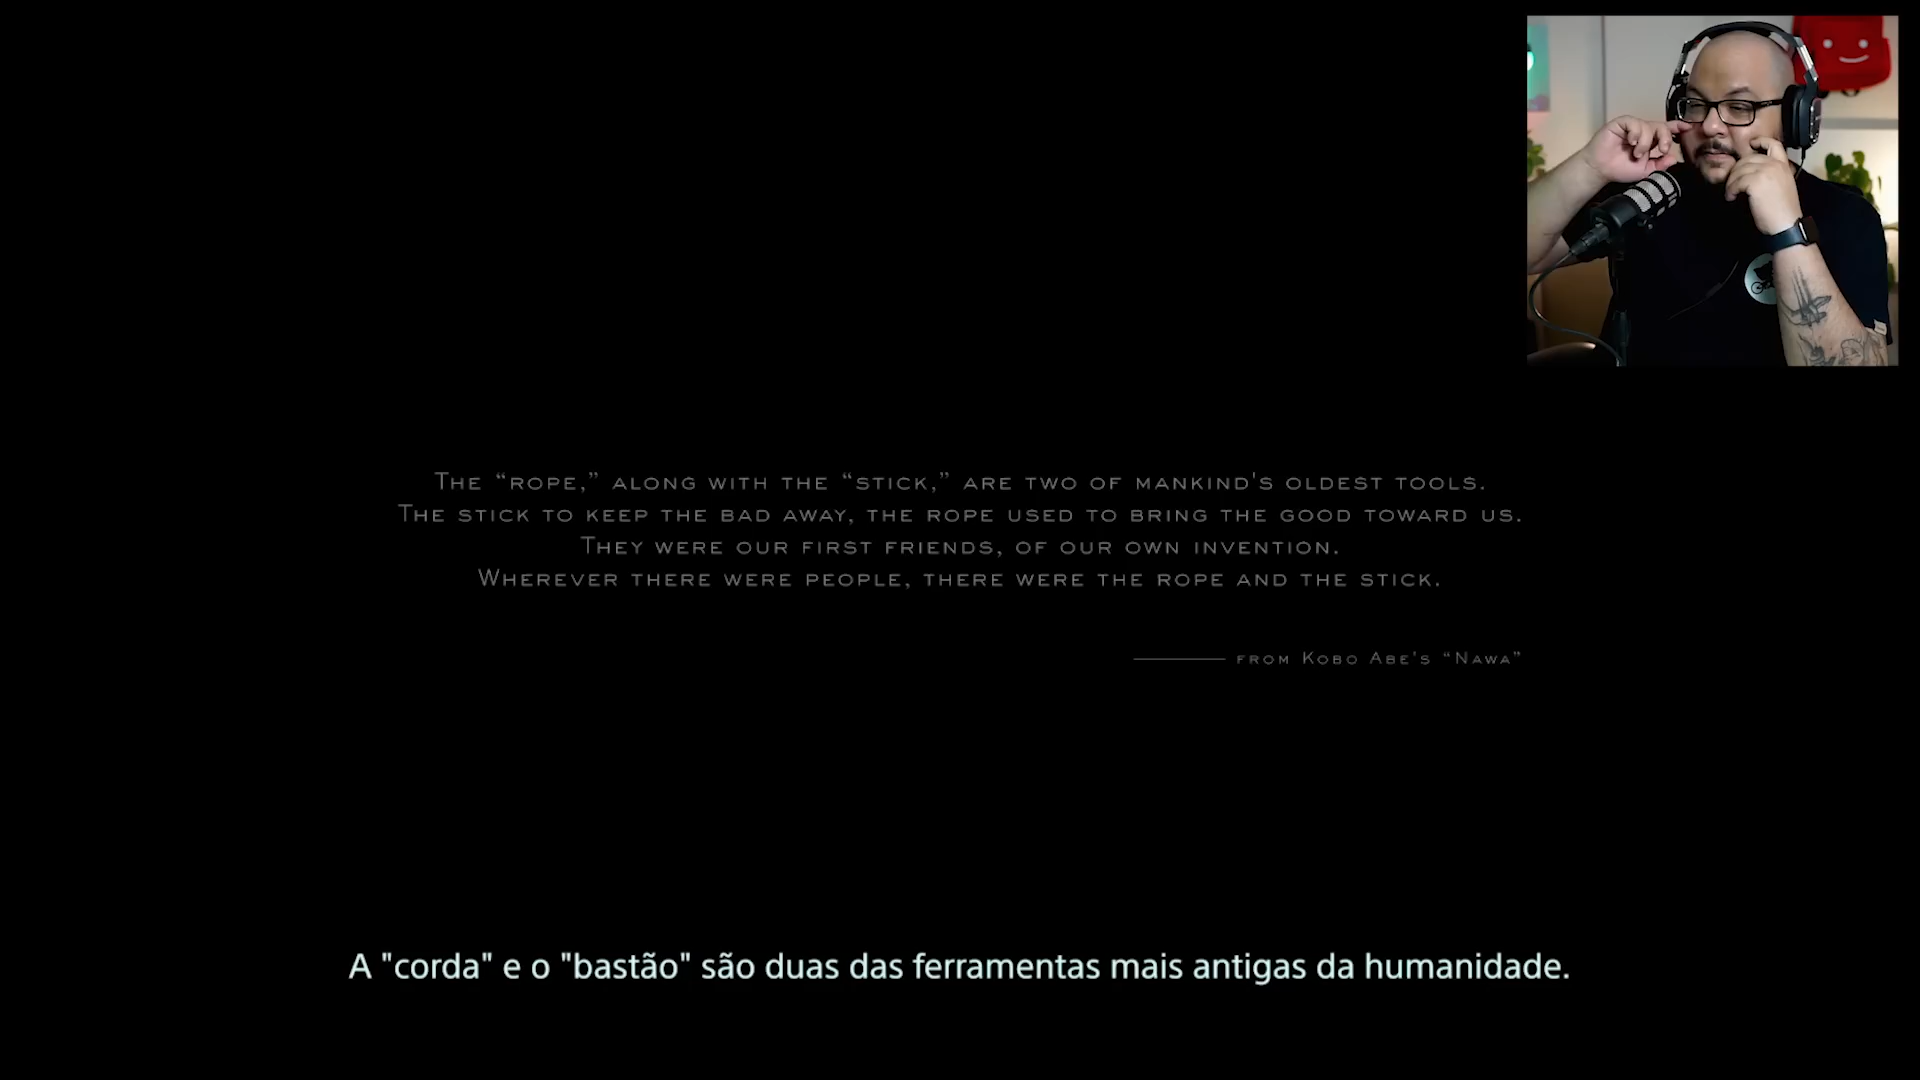 The “rope,” along with the “stick,” are two of mankind's oldest tools.
The stick to keep the bad away, the rope used to bring the good toward us.
They were our first friends, of our own invention.
Wherever there were people, there were the rope and the stick.
——— from Kobo Abe's “Nawa”
A "corda" e o "bastão" são duas das ferramentas mais antigas da humanidade.